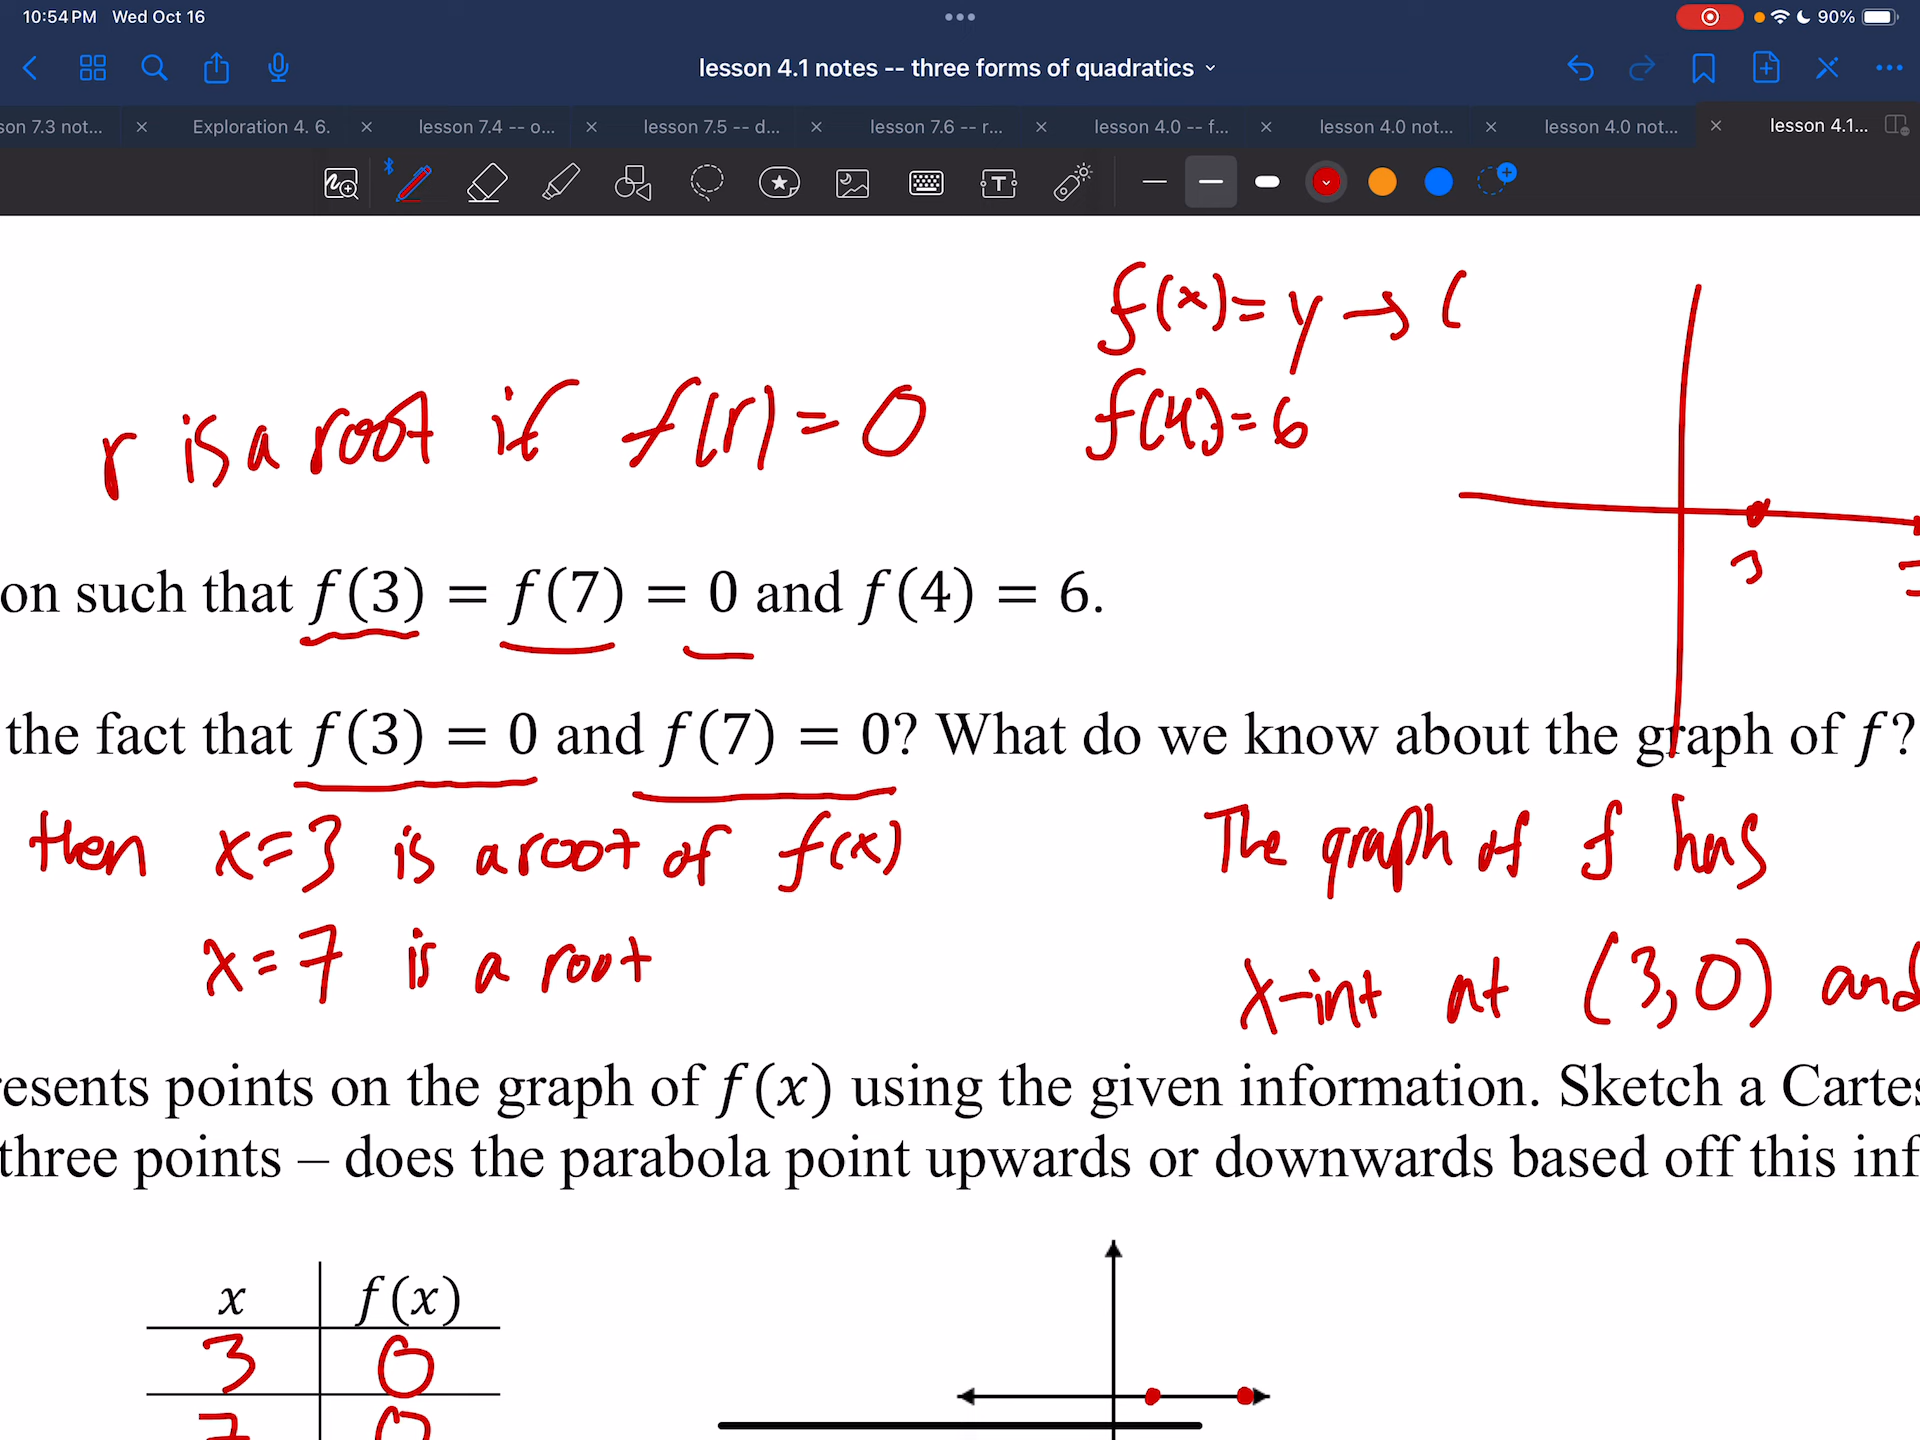 10:54 PM Wed Oct 16
90%
lesson 4.1 notes -- three forms of quadratics
son 7.3 not... Exploration 4. 6. lesson 7.4 -- o... lesson 7.5 -- d... lesson 7.6 -- r... lesson 4.0 -- f... lesson 4.0 not... lesson 4.0 not... lesson 4.1...
f(x)=y → (
r is a root if f(r)=0 f(4)=6
3
on such that f(3) = f(7) = 0 and f(4) = 6.
the fact that f(3) = 0 and f(7) = 0? What do we know about the graph of f?
then x=3 is a root of f(x) The graph of f has
x=7 is a root x-int at (3,0) and
resents points on the graph of f(x) using the given information. Sketch a Cartes
three points – does the parabola point upwards or downwards based off this inf
x f(x)
3 0
7 0